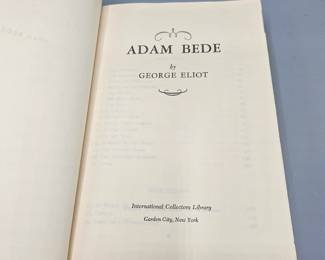 ADAM BEDE
by
GEORGE ELIOT
International Collectors Library
Garden City, New York